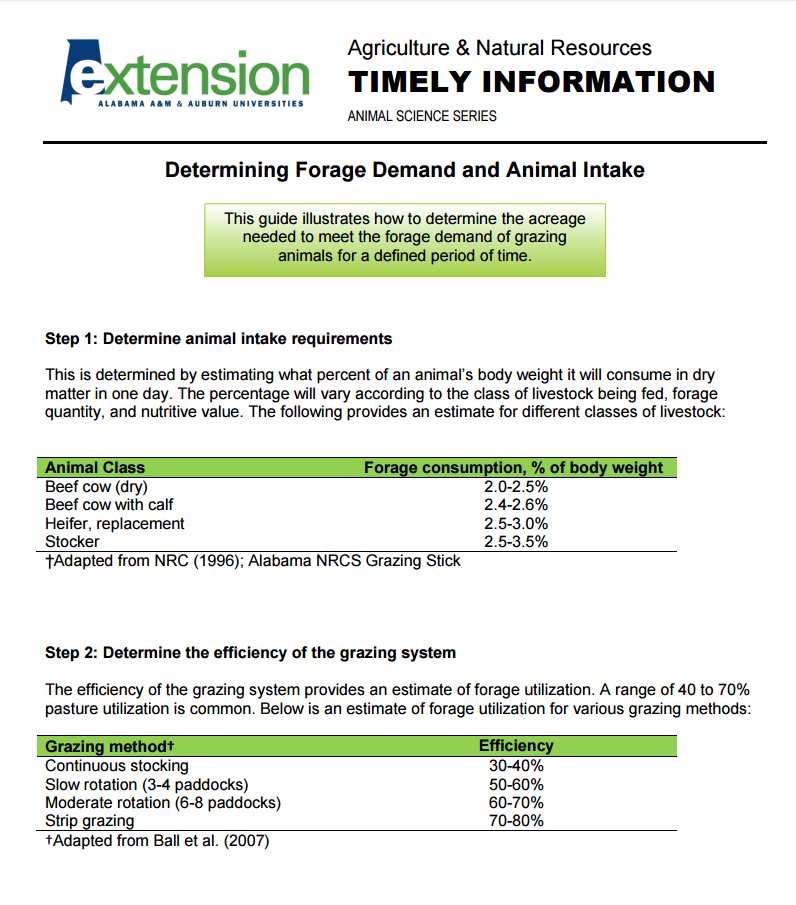 extension
ALABAMA A&M & AUBURN UNIVERSITIES
Agriculture & Natural Resources
TIMELY INFORMATION
ANIMAL SCIENCE SERIES
Determining Forage Demand and Animal Intake
This guide illustrates how to determine the acreage
needed to meet the forage demand of grazing
animals for a defined period of time.
Step 1: Determine animal intake requirements
This is determined by estimating what percent of an animal’s body weight it will consume in dry
matter in one day. The percentage will vary according to the class of livestock being fed, forage
quantity, and nutritive value. The following provides an estimate for different classes of livestock:
Animal Class Forage consumption, % of body weight
Beef cow (dry) 2.0-2.5%
Beef cow with calf 2.4-2.6%
Heifer, replacement 2.5-3.0%
Stocker 2.5-3.5%
†Adapted from NRC (1996); Alabama NRCS Grazing Stick
Step 2: Determine the efficiency of the grazing system
The efficiency of the grazing system provides an estimate of forage utilization. A range of 40 to 70%
pasture utilization is common. Below is an estimate of forage utilization for various grazing methods:
Grazing method† Efficiency
Continuous stocking 30-40%
Slow rotation (3-4 paddocks) 50-60%
Moderate rotation (6-8 paddocks) 60-70%
Strip grazing 70-80%
†Adapted from Ball et al. (2007)